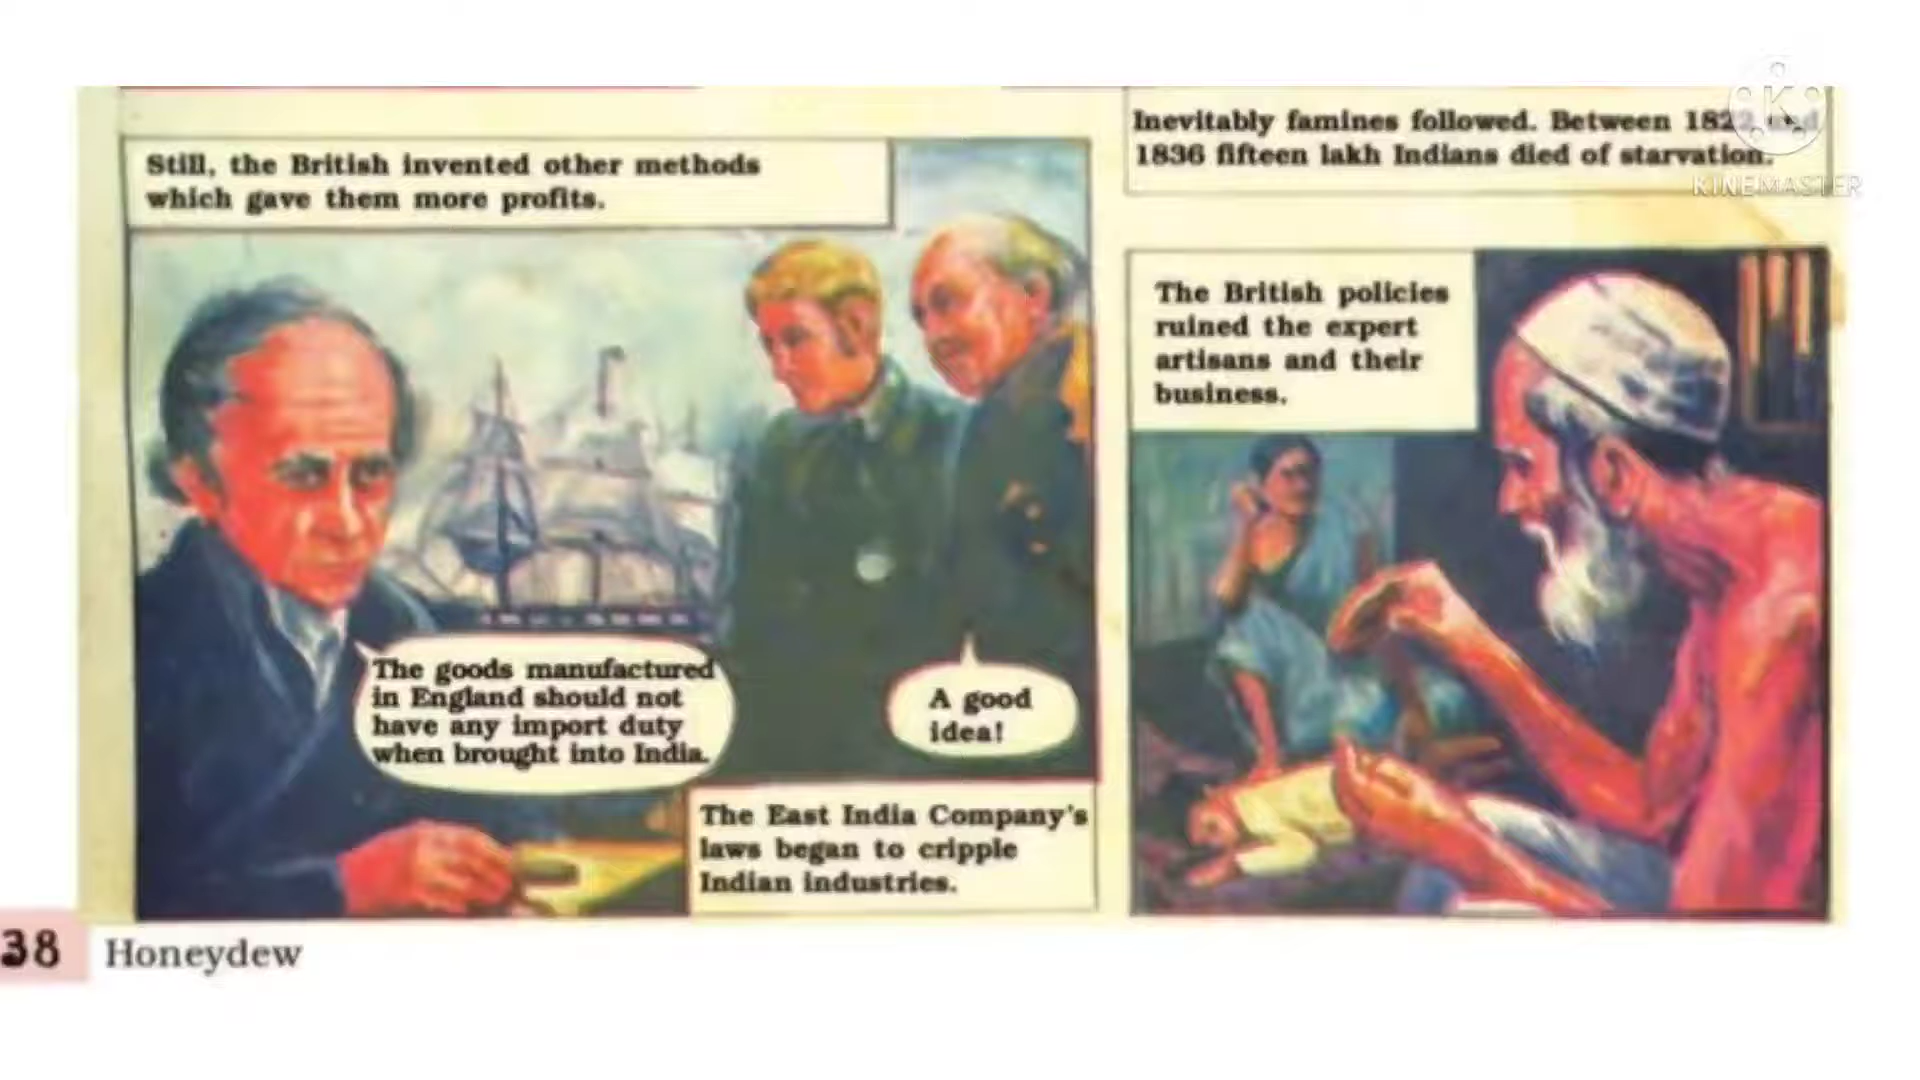 Still, the British invented other methods
which gave them more profits.
The goods manufactured
in England should not
have any import duty
when brought into India.
A good
idea!
The East India Company's
laws began to cripple
Indian industries.
Inevitably famines followed. Between 1822 and
1836 fifteen lakh Indians died of starvation.
The British policies
ruined the expert
artisans and their
business.
38 Honeydew
K
KINEMASTER